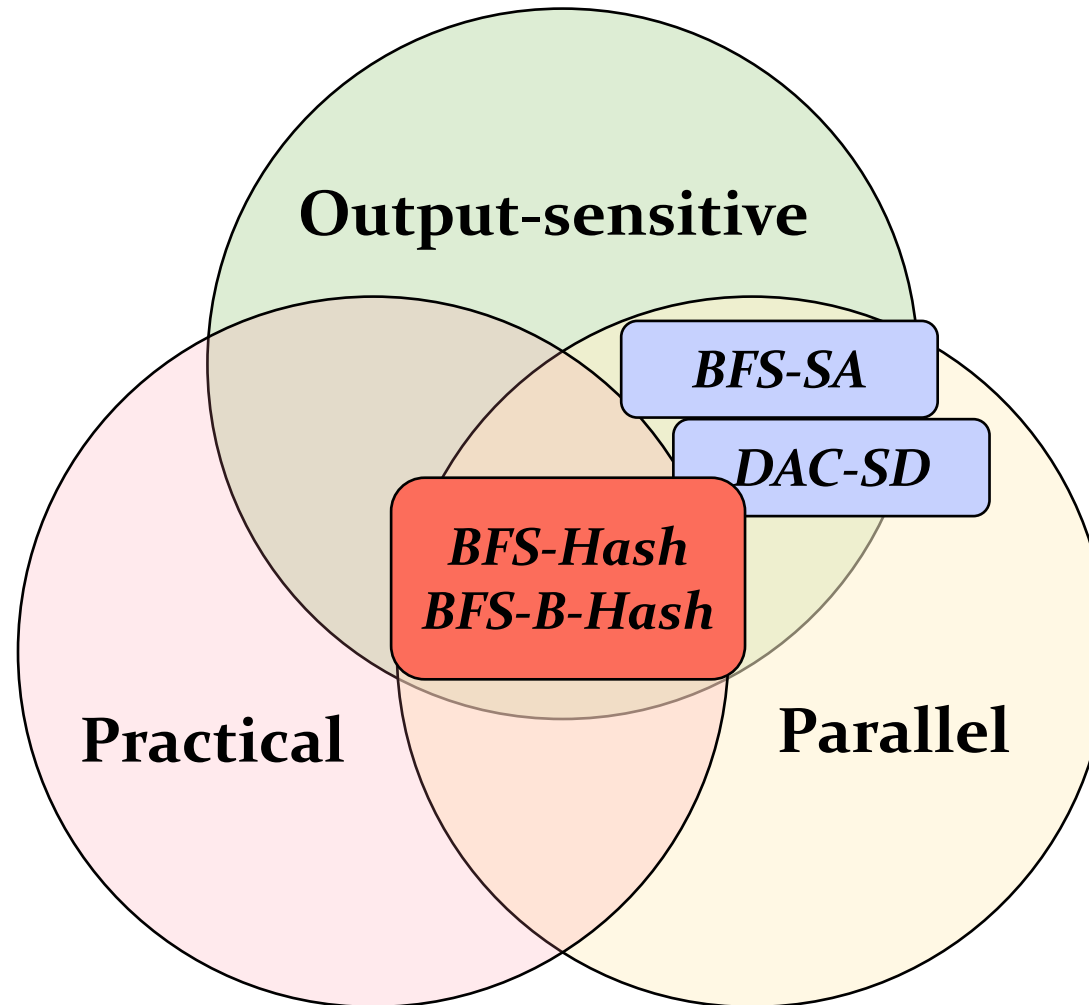 Output-sensitive
BFS-SA
DAC-SD
BFS-Hash
BFS-B-Hash
Practical
Parallel